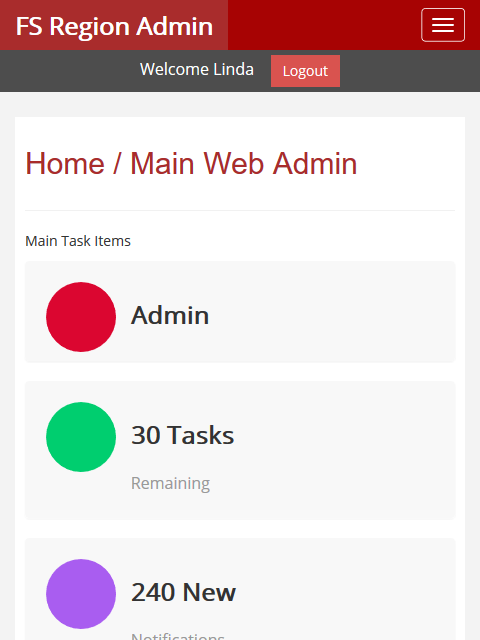 FS Region Admin
Welcome Linda
Logout
Home / Main Web Admin
Main Task Items
Admin
30 Tasks
Remaining
240 New
Notifications